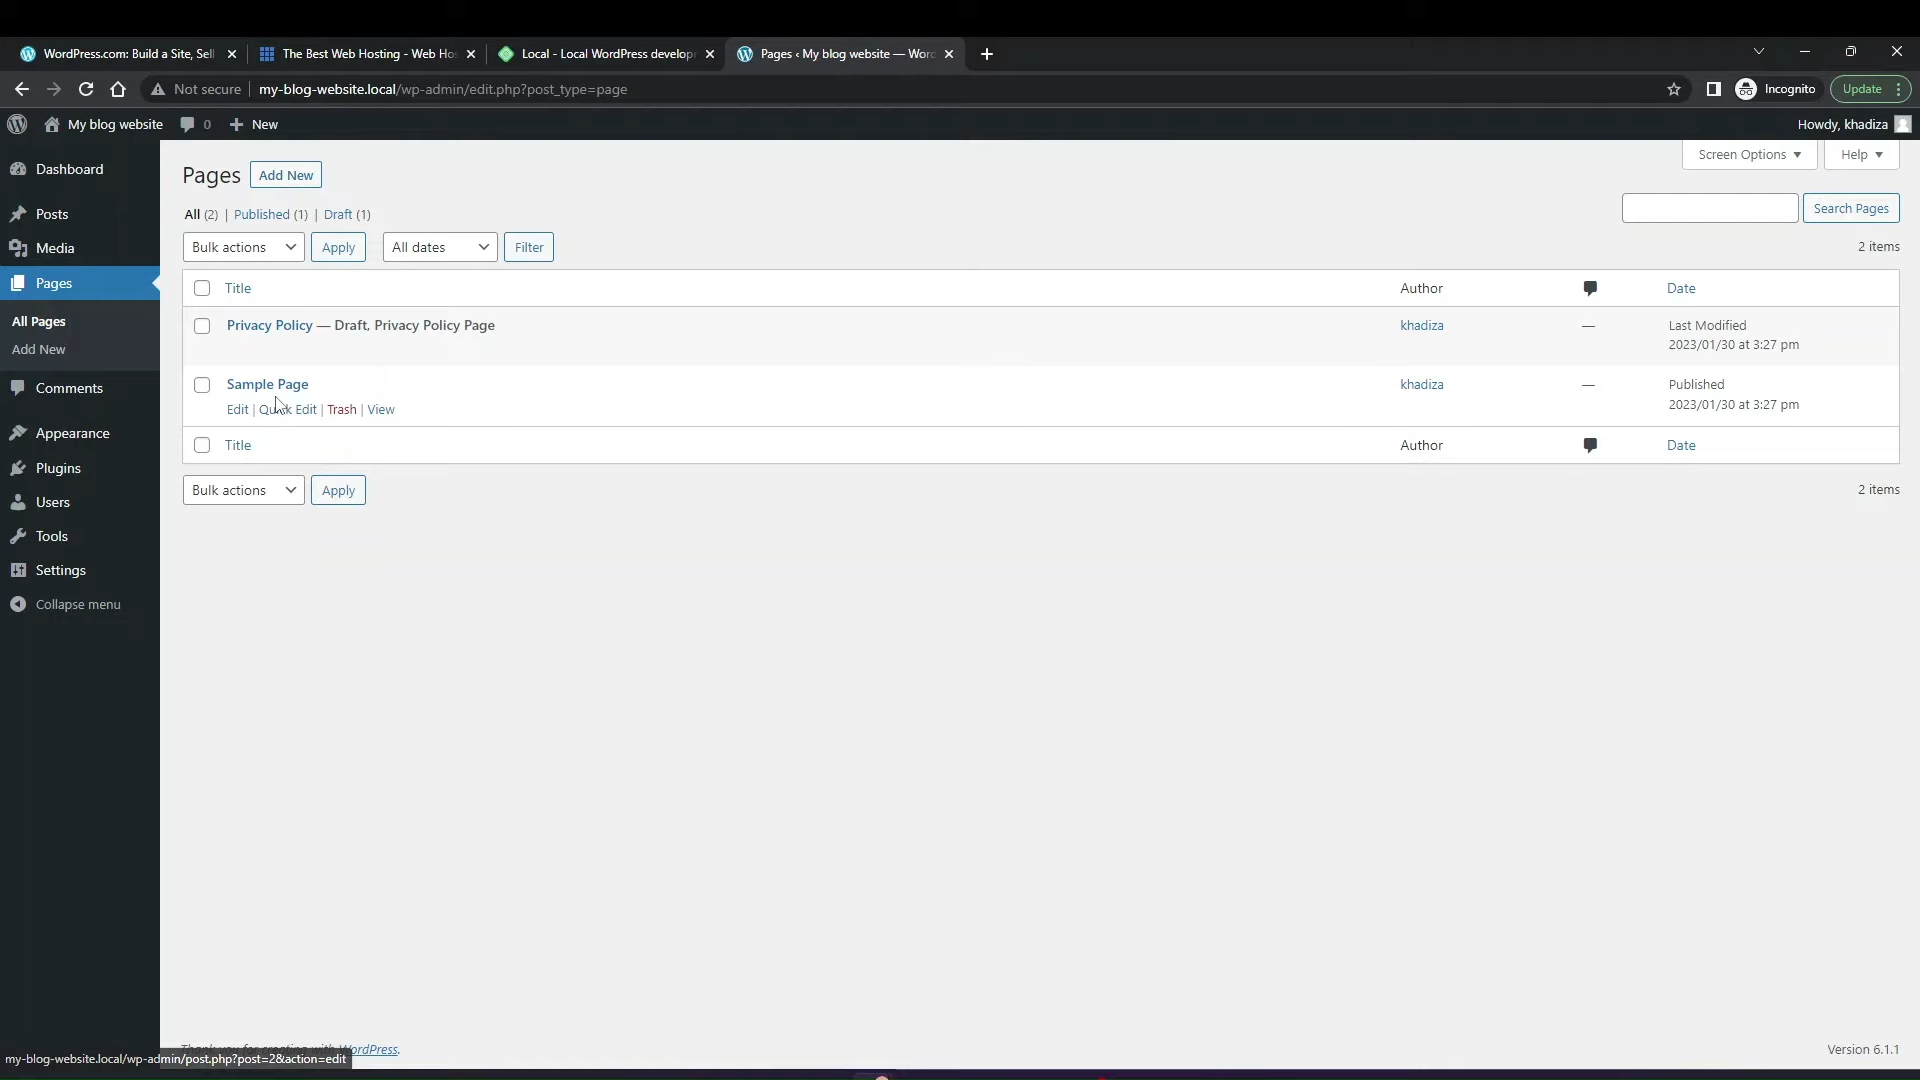 WordPress.com: Build a Site, Sell
The Best Web Hosting - Web Hos
Local - Local WordPress develop
Pages ‹ My blog website — Word
Not secure
my-blog-website.local/wp-admin/edit.php?post_type=page
Incognito
Update
My blog website
0
New
Howdy, khadiza
Dashboard
Posts
Media
Pages
All Pages
Add New
Comments
Appearance
Plugins
Users
Tools
Settings
Collapse menu
Screen Options
Help
Pages
Add New
All (2) | Published (1) | Draft (1)
Search Pages
Bulk actions
Apply
All dates
Filter
2 items
Title
Author
Date
Privacy Policy — Draft, Privacy Policy Page
khadiza
—
Last Modified
2023/01/30 at 3:27 pm
Sample Page
Edit | Quick Edit | Trash | View
khadiza
—
Published
2023/01/30 at 3:27 pm
Title
Author
Date
Bulk actions
Apply
2 items
Thank you for creating with WordPress.
Version 6.1.1
my-blog-website.local/wp-admin/post.php?post=2&action=edit